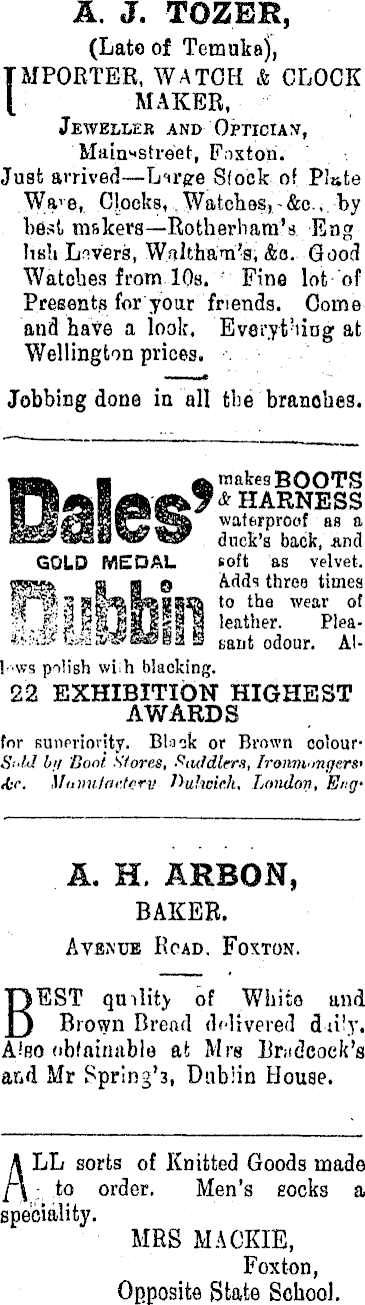 A. J. TOZER,
(Late of Temuka),
IMPORTER, WATCH & CLOCK
MAKER,
JEWELLER AND OPTICIAN,
Main-street, Foxton.
Just arrived—Large Stock of Plate
Ware, Clocks, Watches, &c., by
best makers—Rotherham's Eng
lish Levers, Waltham's, &c. Good
Watches from 10s. Fine lot of
Presents for your friends. Come
and have a look. Everything at
Wellington prices.
Jobbing done in all the branches.
Dales' makes BOOTS
& HARNESS
waterproof as a
duck's back, and
GOLD MEDAL soft as velvet.
Dubbin Adds three times
to the wear of
leather. Plea-
sant odour. Al-
lows polish with blacking.
22 EXHIBITION HIGHEST
AWARDS
for superiority. Black or Brown colour.
Sold by Boot Stores, Saddlers, Ironmongers,
&c. Manufactory Dulwich, London, Eng.
A. H. ARBON,
BAKER.
AVENUE ROAD, FOXTON.
BEST quality of White and
Brown Bread delivered daily.
Also obtainable at Mrs Bradcock's
and Mr Spring's, Dublin House.
ALL sorts of Knitted Goods made
to order. Men's socks a
speciality.
MRS MACKIE,
Foxton,
Opposite State School.